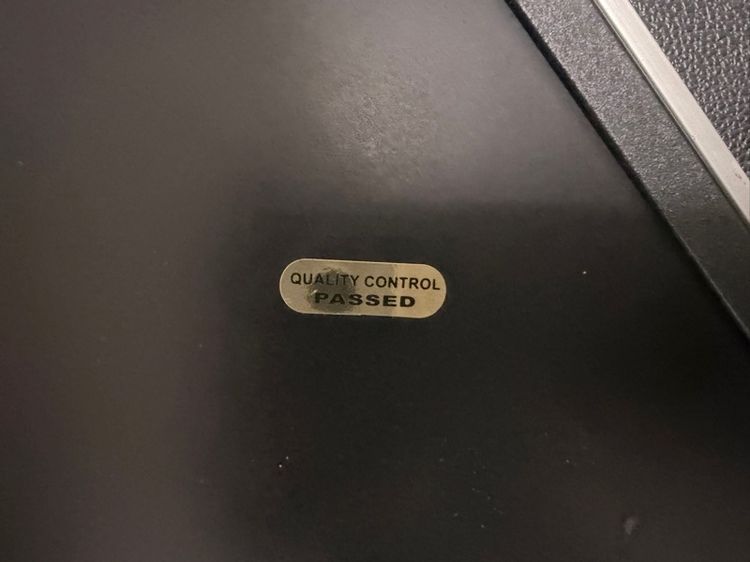 QUALITY CONTROL
PASSED